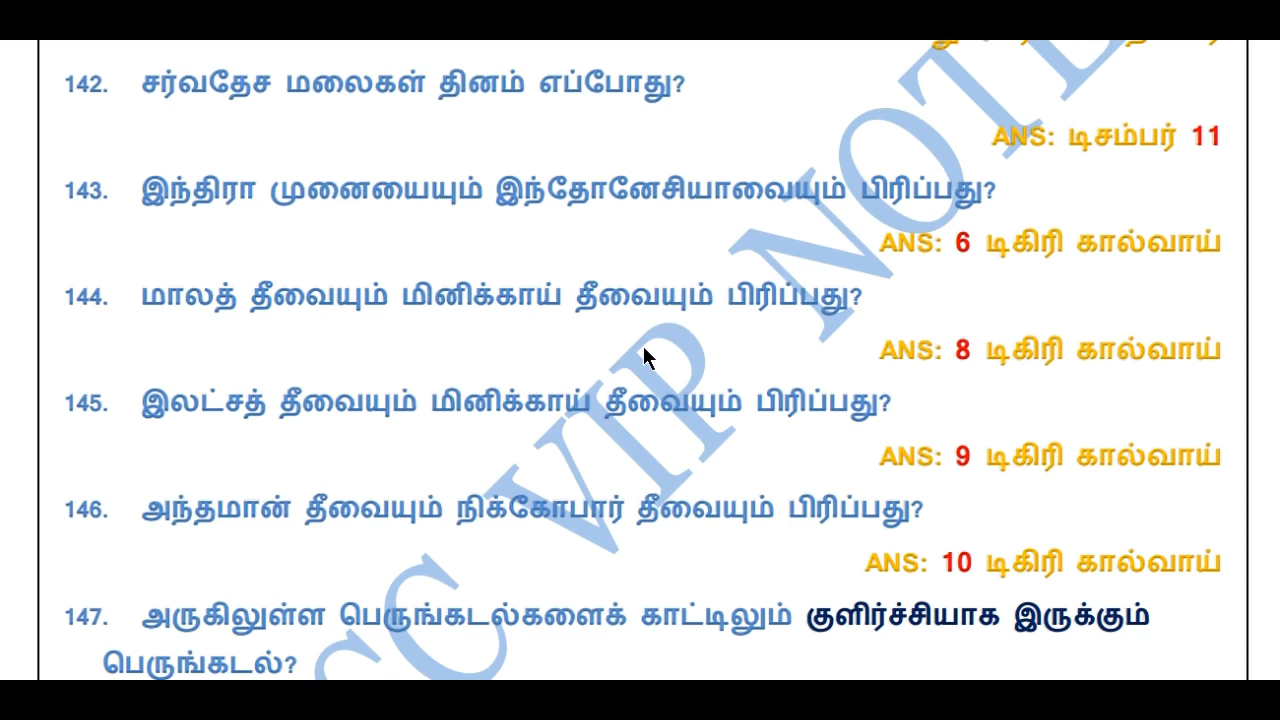 142. சர்வதேச மலைகள் தினம் எப்போது?
ANS: டிசம்பர் 11
143. இந்திரா முனையையும் இந்தோனேசியாவையும் பிரிப்பது?
ANS: 6 டிகிரி கால்வாய்
144. மாலத் தீவையும் மினிக்காய் தீவையும் பிரிப்பது?
ANS: 8 டிகிரி கால்வாய்
145. இலட்சத் தீவையும் மினிக்காய் தீவையும் பிரிப்பது?
ANS: 9 டிகிரி கால்வாய்
146. அந்தமான் தீவையும் நிக்கோபார் தீவையும் பிரிப்பது?
ANS: 10 டிகிரி கால்வாய்
147. அருகிலுள்ள பெருங்கடல்களைக் காட்டிலும் குளிர்ச்சியாக இருக்கும்
பெருங்கடல்?
VIP